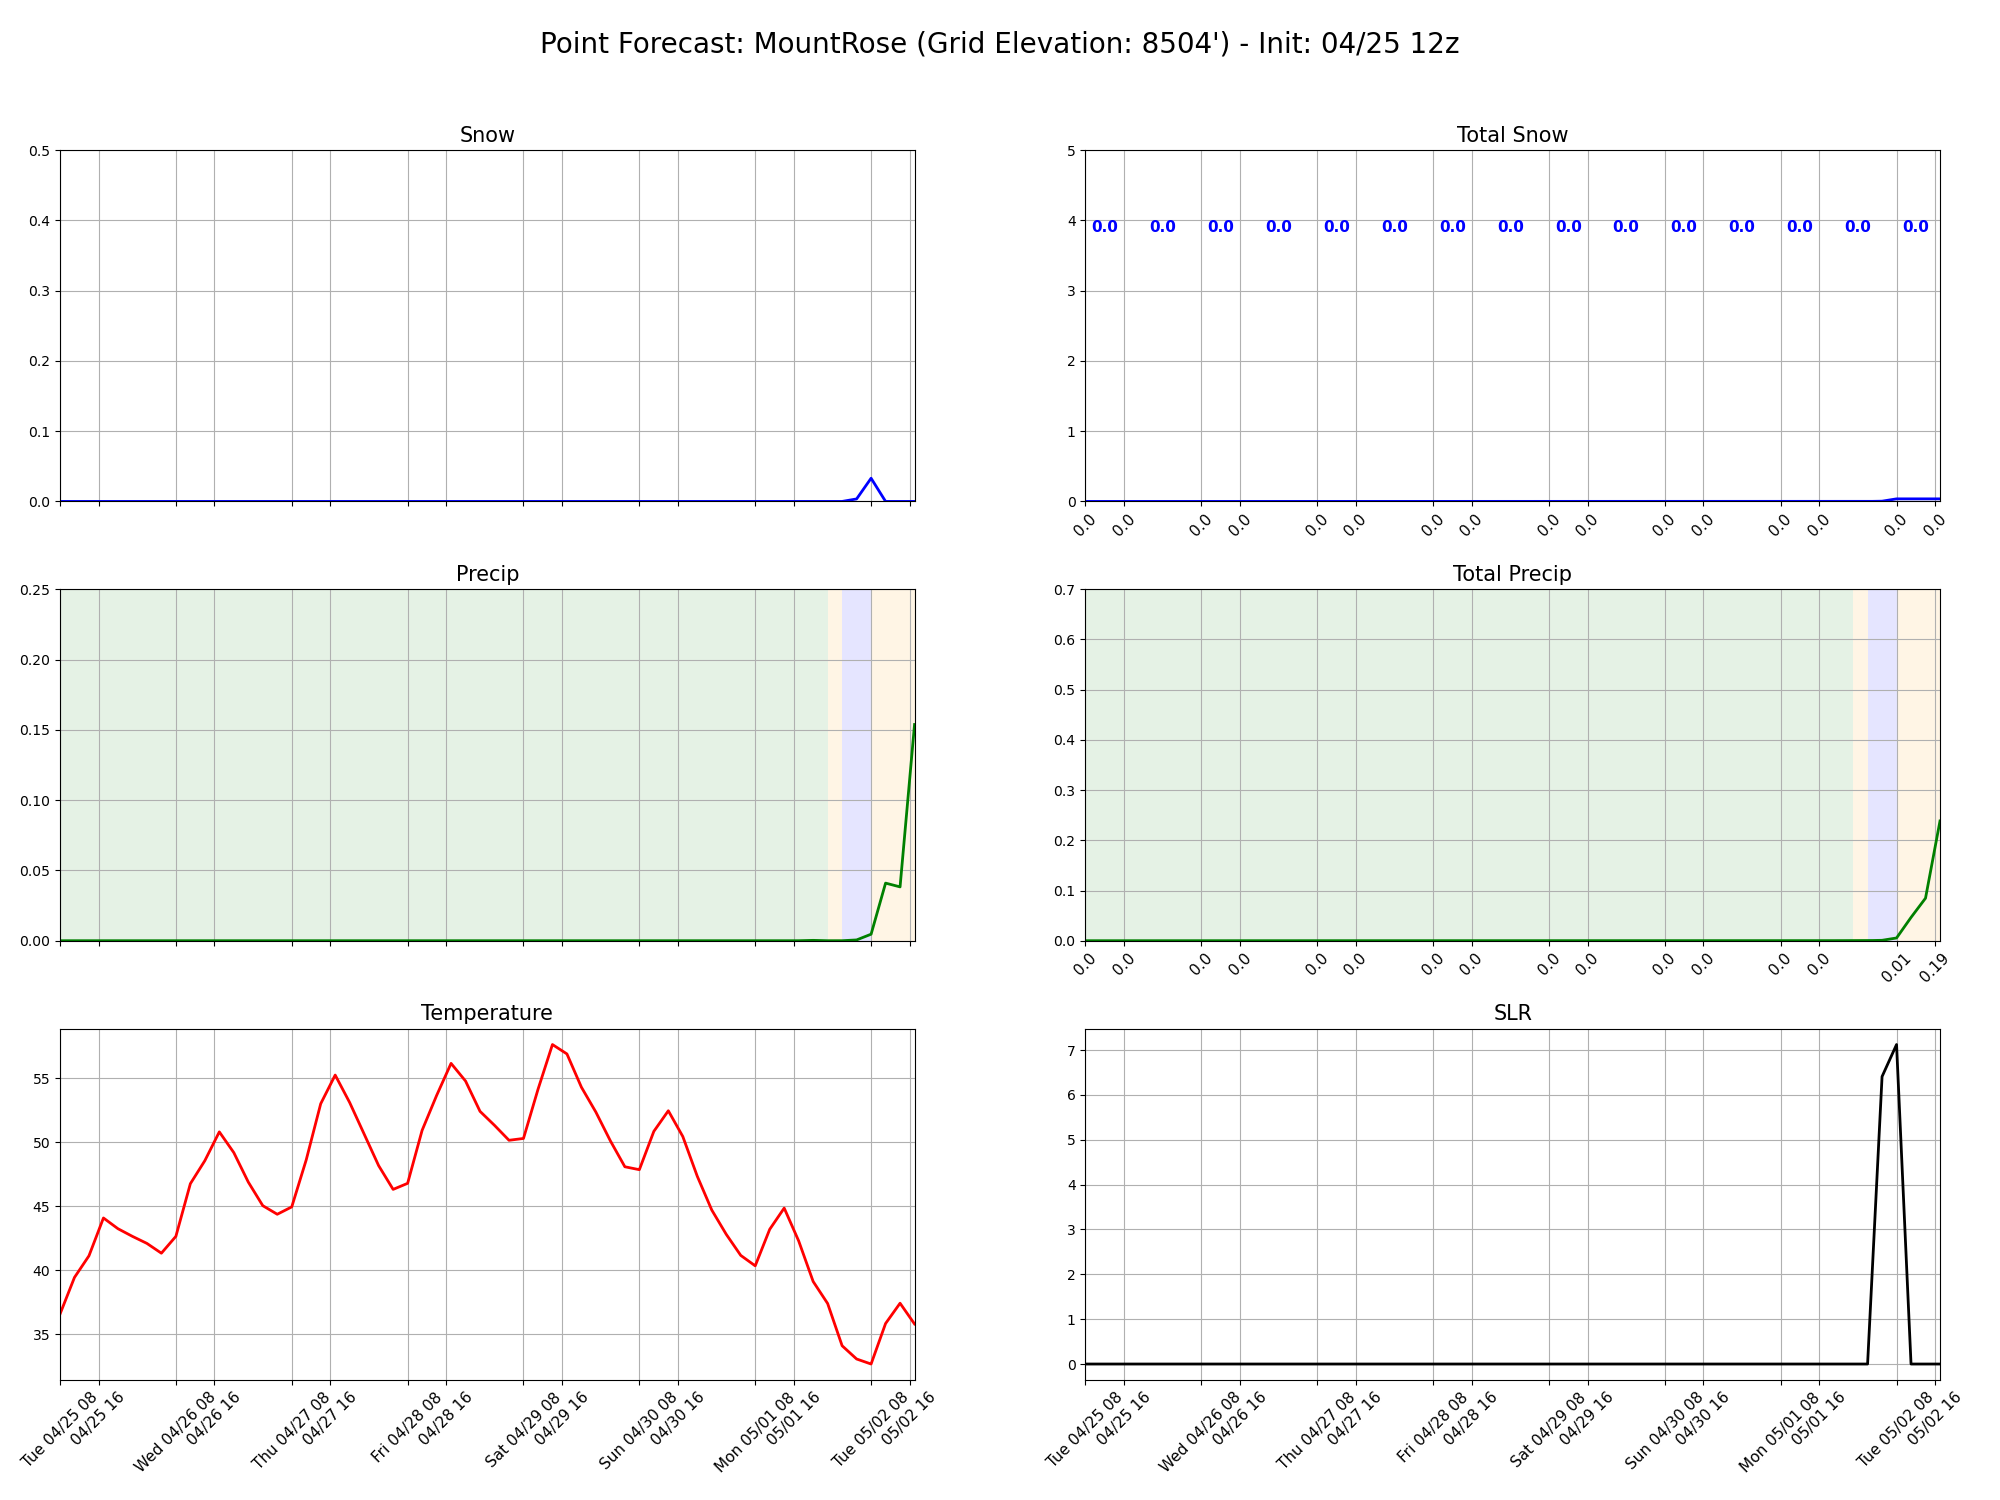 Point Forecast: MountRose (Grid Elevation: 8504') - Init: 04/25 12z
Snow
0.5
0.4
0.3
0.2
0.1
0.0
Total Snow
5
4
3
2
1
0
0.0 0.0 0.0 0.0 0.0 0.0 0.0 0.0 0.0 0.0 0.0 0.0 0.0 0.0 0.0
0.0 0.0 0.0 0.0 0.0 0.0 0.0 0.0 0.0 0.0 0.0 0.0 0.0 0.0 0.0 0.0
Precip
0.25
0.20
0.15
0.10
0.05
0.00
Total Precip
0.7
0.6
0.5
0.4
0.3
0.2
0.1
0.0
0.0 0.0 0.0 0.0 0.0 0.0 0.0 0.0 0.0 0.0 0.0 0.0 0.0 0.0 0.01 0.19
Temperature
55
50
45
40
35
Tue 04/25 08
04/25 16
Wed 04/26 08
04/26 16
Thu 04/27 08
04/27 16
Fri 04/28 08
04/28 16
Sat 04/29 08
04/29 16
Sun 04/30 08
04/30 16
Mon 05/01 08
05/01 16
Tue 05/02 08
05/02 16
SLR
7
6
5
4
3
2
1
0
Tue 04/25 08
04/25 16
Wed 04/26 08
04/26 16
Thu 04/27 08
04/27 16
Fri 04/28 08
04/28 16
Sat 04/29 08
04/29 16
Sun 04/30 08
04/30 16
Mon 05/01 08
05/01 16
Tue 05/02 08
05/02 16